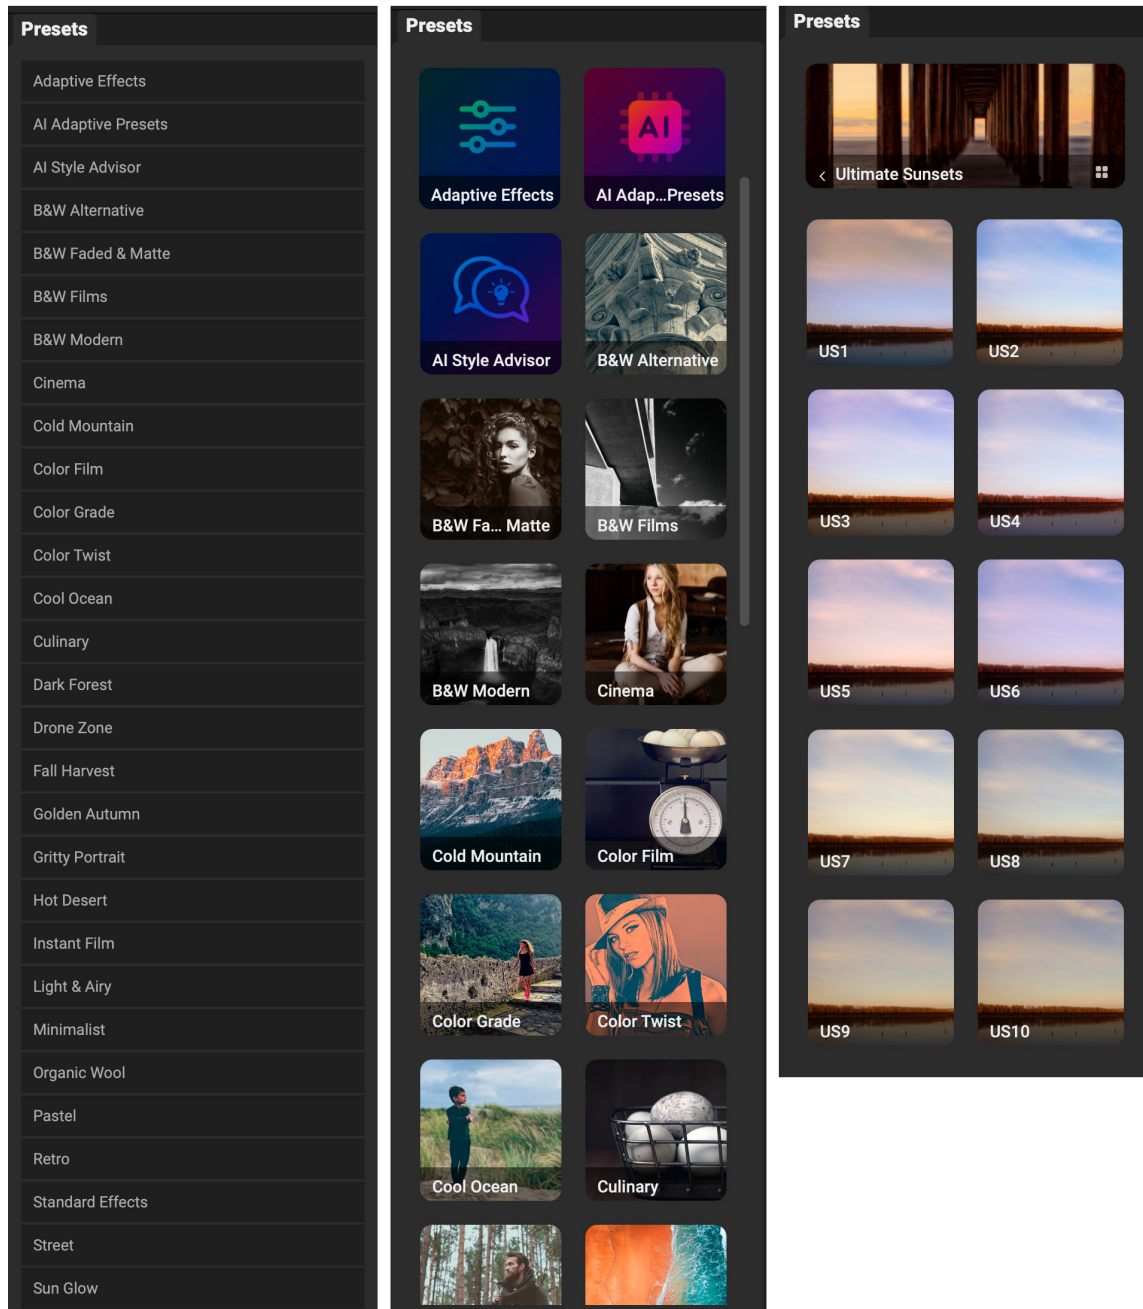 Presets
Adaptive Effects
AI Adaptive Presets
AI Style Advisor
B&W Alternative
B&W Faded & Matte
B&W Films
B&W Modern
Cinema
Cold Mountain
Color Film
Color Grade
Color Twist
Cool Ocean
Culinary
Dark Forest
Drone Zone
Fall Harvest
Golden Autumn
Gritty Portrait
Hot Desert
Instant Film
Light & Airy
Minimalist
Organic Wool
Pastel
Retro
Standard Effects
Street
Sun Glow
Presets
AI
Adaptive Effects
AI Adap...Presets
AI Style Advisor
B&W Alternative
B&W Fa... Matte
B&W Films
B&W Modern
Cinema
Cold Mountain
Color Film
Color Grade
Color Twist
Cool Ocean
Culinary
Presets
Ultimate Sunsets
US1
US2
US3
US4
US5
US6
US7
US8
US9
US10